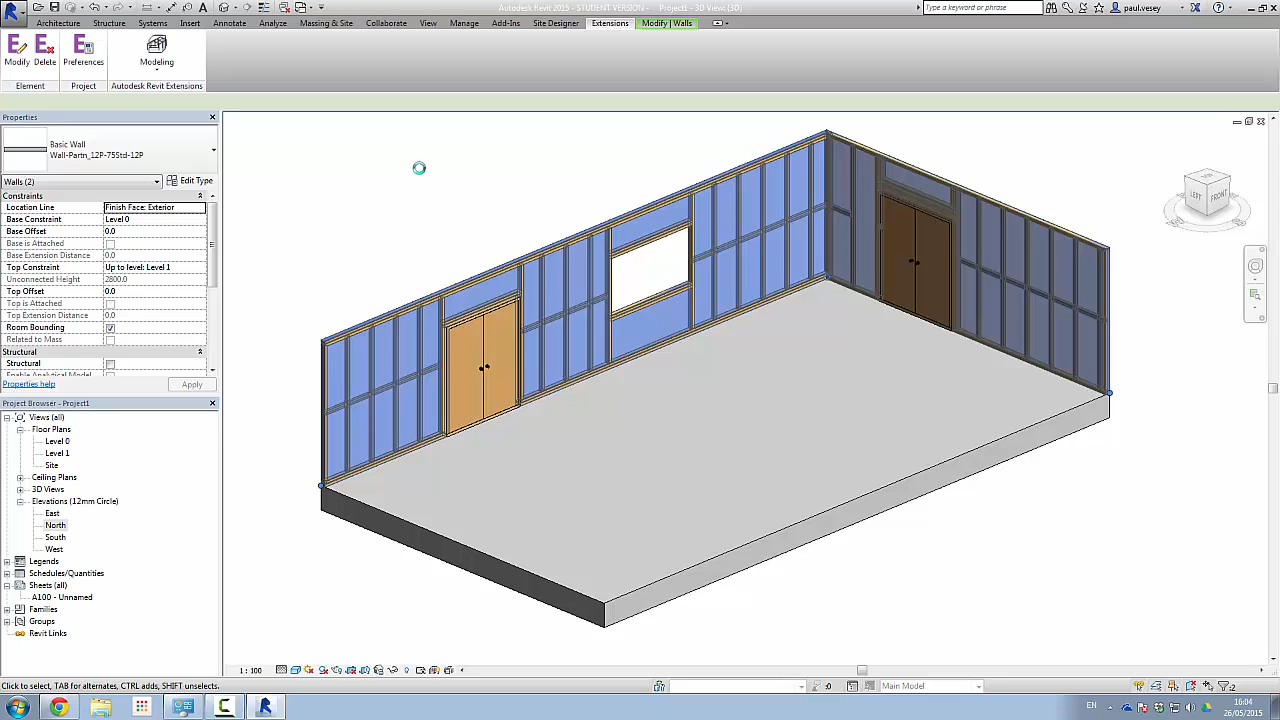 Autodesk Revit 2015 - STUDENT VERSION - Project1 - 3D View: {3D}
Type a keyword or phrase
paul.vesey
Architecture Structure Systems Insert Annotate Analyze Massing & Site Collaborate View Manage Add-Ins Site Designer Extensions Modify | Walls
Modify Delete Preferences Modeling
Element Project Autodesk Revit Extensions
Properties
Basic Wall
Wall-Partn_12P-75Std-12P
Walls (2) Edit Type
Constraints
Location Line Finish Face: Exterior
Base Constraint Level 0
Base Offset 0.0
Base is Attached
Base Extension Distance 0.0
Top Constraint Up to level: Level 1
Unconnected Height 2800.0
Top Offset 0.0
Top is Attached
Top Extension Distance 0.0
Room Bounding
Related to Mass
Structural
Structural
Enable Analytical Model
Properties help Apply
Project Browser - Project1
Views (all)
Floor Plans
Level 0
Level 1
Site
Ceiling Plans
3D Views
Elevations (12mm Circle)
East
North
South
West
Legends
Schedules/Quantities
Sheets (all)
A100 - Unnamed
Families
Groups
Revit Links
LEFT FRONT
1 : 100
Click to select, TAB for alternates, CTRL adds, SHIFT unselects.
:0 Main Model :2
EN 16:04
26/05/2015